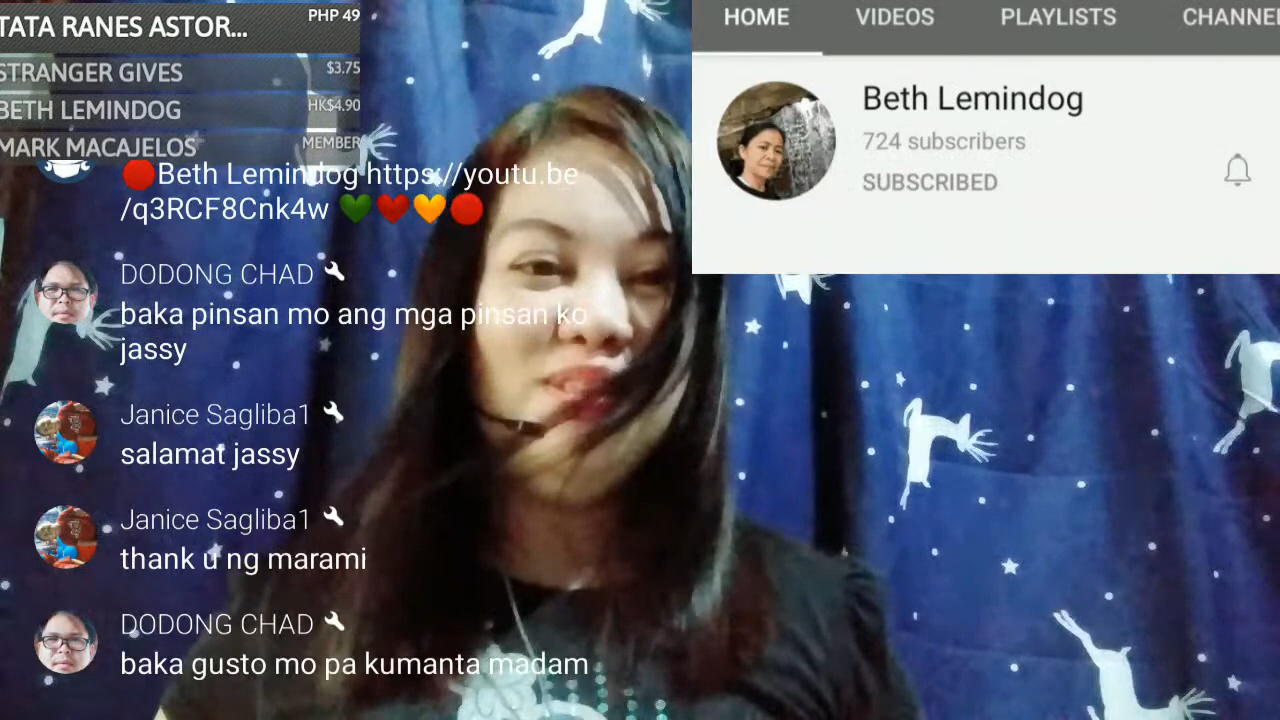 TATA RANES ASTOR...
PHP 49
STRANGER GIVES
$3.75
BETH LEMINDOG
HK$4.90
MARK MACAJELOS
MEMBER
🔴Beth Lemindog https://youtu.be
/q3RCF8Cnk4w 💚❤️🧡🔴
DODONG CHAD
baka pinsan mo ang mga pinsan ko
jassy
Janice Sagliba1
salamat jassy
Janice Sagliba1
thank u ng marami
DODONG CHAD
baka gusto mo pa kumanta madam
HOME VIDEOS PLAYLISTS CHANNE
Beth Lemindog
724 subscribers
SUBSCRIBED